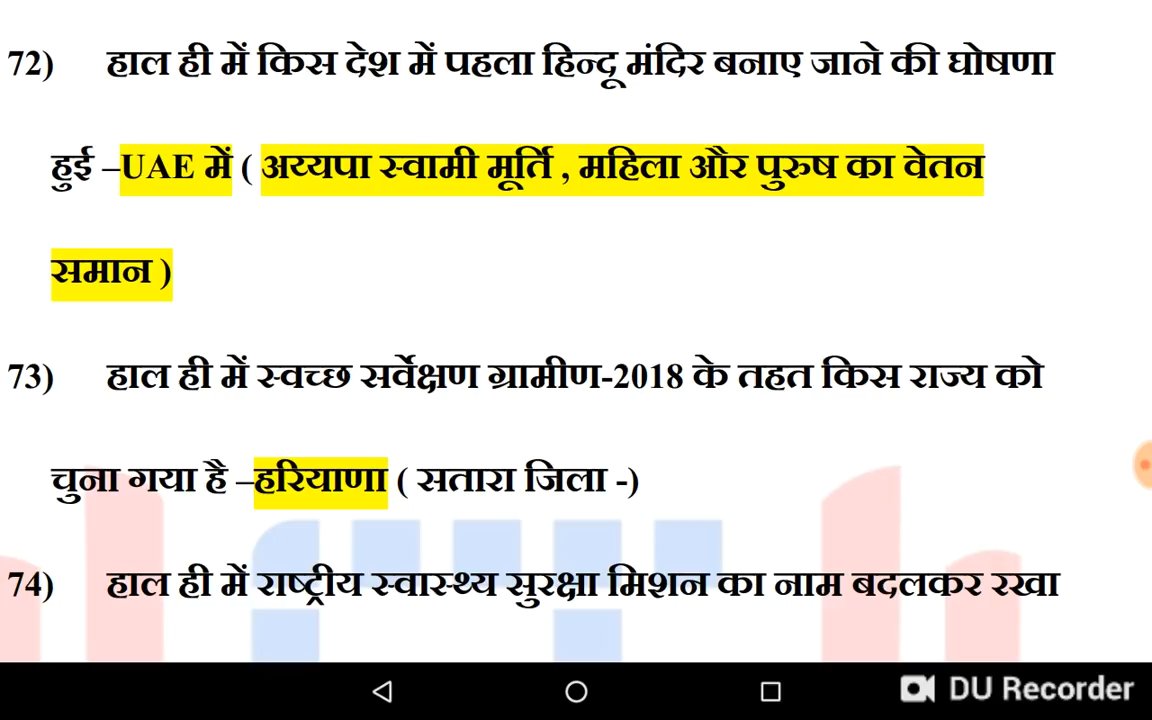 72) हाल ही में किस देश में पहला हिन्दू मंदिर बनाए जाने की घोषणा
हुई –UAE में ( अय्यपा स्वामी मूर्ति , महिला और पुरुष का वेतन
समान )
73) हाल ही में स्वच्छ सर्वेक्षण ग्रामीण-2018 के तहत किस राज्य को
चुना गया है –हरियाणा ( सतारा जिला -)
74) हाल ही में राष्ट्रीय स्वास्थ्य सुरक्षा मिशन का नाम बदलकर रखा
DU Recorder